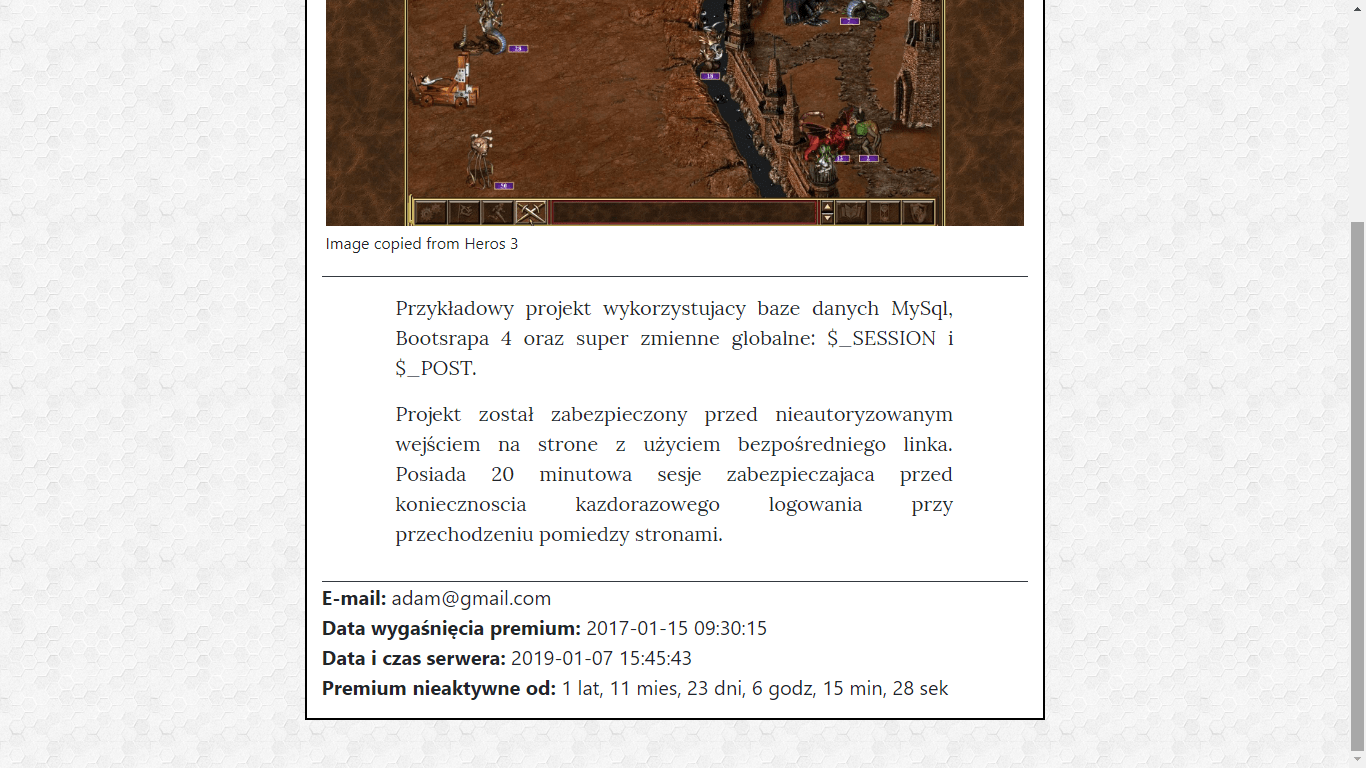 Image copied from Heros 3
Przykładowy projekt wykorzystujacy baze danych MySql,
Bootsrapa 4 oraz super zmienne globalne: $_SESSION i
$_POST.
Projekt został zabezpieczony przed nieautoryzowanym
wejściem na strone z użyciem bezpośredniego linka.
Posiada 20 minutowa sesje zabezpieczajaca przed
koniecznoscia kazdorazowego logowania przy
przechodzeniu pomiedzy stronami.
E-mail: adam@gmail.com
Data wygaśnięcia premium: 2017-01-15 09:30:15
Data i czas serwera: 2019-01-07 15:45:43
Premium nieaktywne od: 1 lat, 11 mies, 23 dni, 6 godz, 15 min, 28 sek